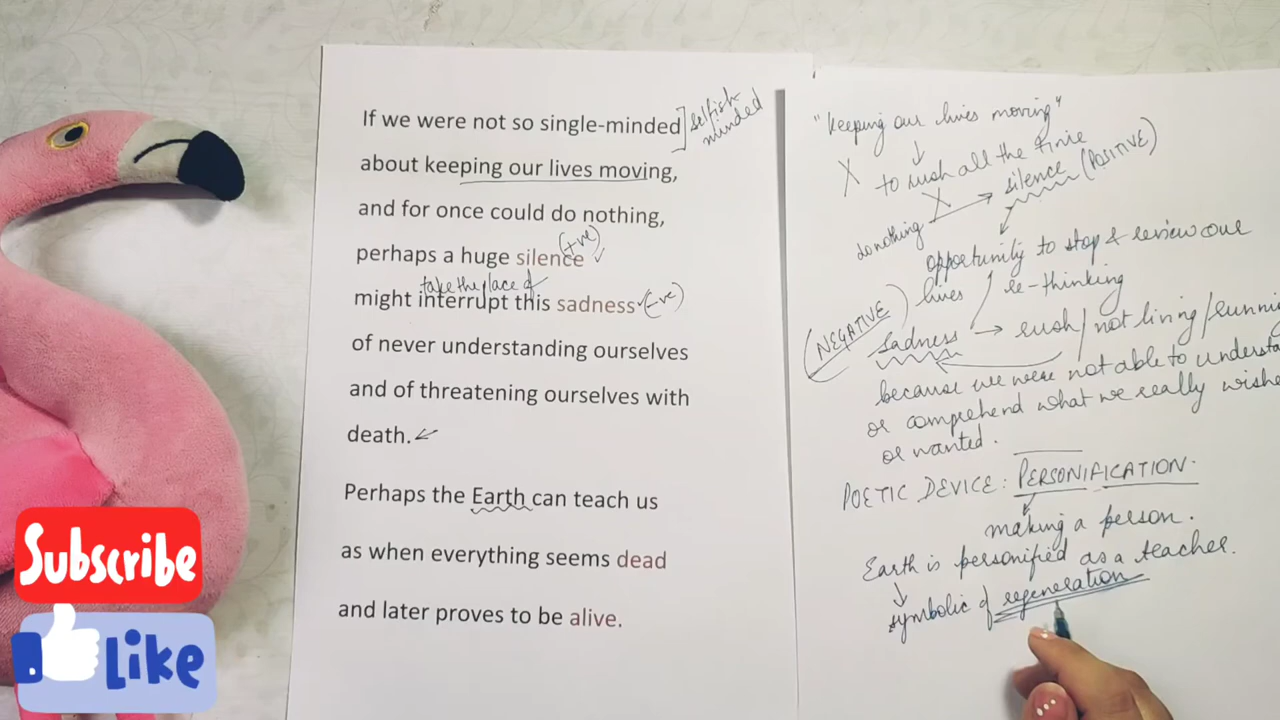 If we were not so single-minded] selfish minded
about keeping our lives moving,
and for once could do nothing,
(+ve)
perhaps a huge silence
take the place of
might interrupt this sadness (-ve)
of never understanding ourselves
and of threatening ourselves with
death.
Perhaps the Earth can teach us
as when everything seems dead
and later proves to be alive.
"keeping our lives moving"
X to rush all the time
do nothing X silence (POSITIVE)
opportunity to stop & review our
lives re-thinking
(NEGATIVE)
Sadness → rush/not living/running
because we were not able to understa
or comprehend what we really wishe
or wanted.
POETIC DEVICE: PERSONIFICATION.
making a person.
Earth is personified as a teacher.
symbolic of regeneration
Subscribe
Like